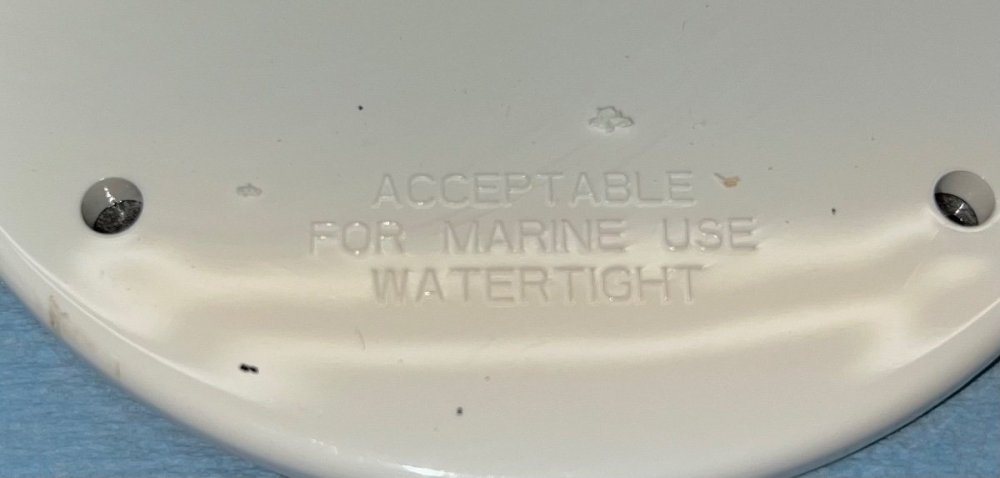 ACCEPTABLE
FOR MARINE USE
WATERTIGHT